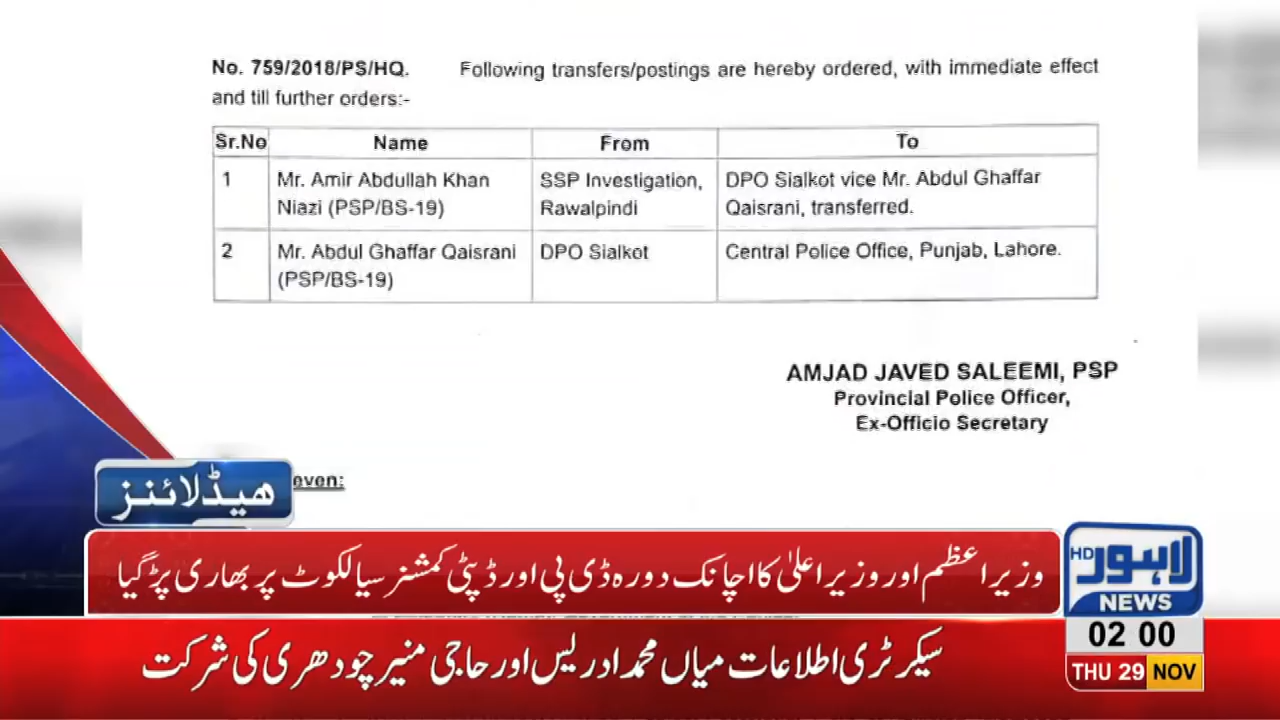 No. 759/2018/PS/HQ. Following transfers/postings are hereby ordered, with immediate effect
and till further orders:-
Sr.No Name From To
1 Mr. Amir Abdullah Khan Niazi (PSP/BS-19) SSP Investigation, Rawalpindi DPO Sialkot vice Mr. Abdul Ghaffar Qaisrani, transferred.
2 Mr. Abdul Ghaffar Qaisrani (PSP/BS-19) DPO Sialkot Central Police Office, Punjab, Lahore.
AMJAD JAVED SALEEMI, PSP
Provincial Police Officer,
Ex-Officio Secretary
even:
ہیڈلائنز
وزیراعظم اور وزیراعلیٰ کا اچانک دورہ ڈی پی اور ڈپٹی کمشنر سیالکوٹ پر بھاری پڑگیا
HD لاہور
NEWS
02 00
THU 29 NOV
سیکرٹری اطلاعات میاں محمد ادریس اور حاجی منیر چودھری کی شرکت